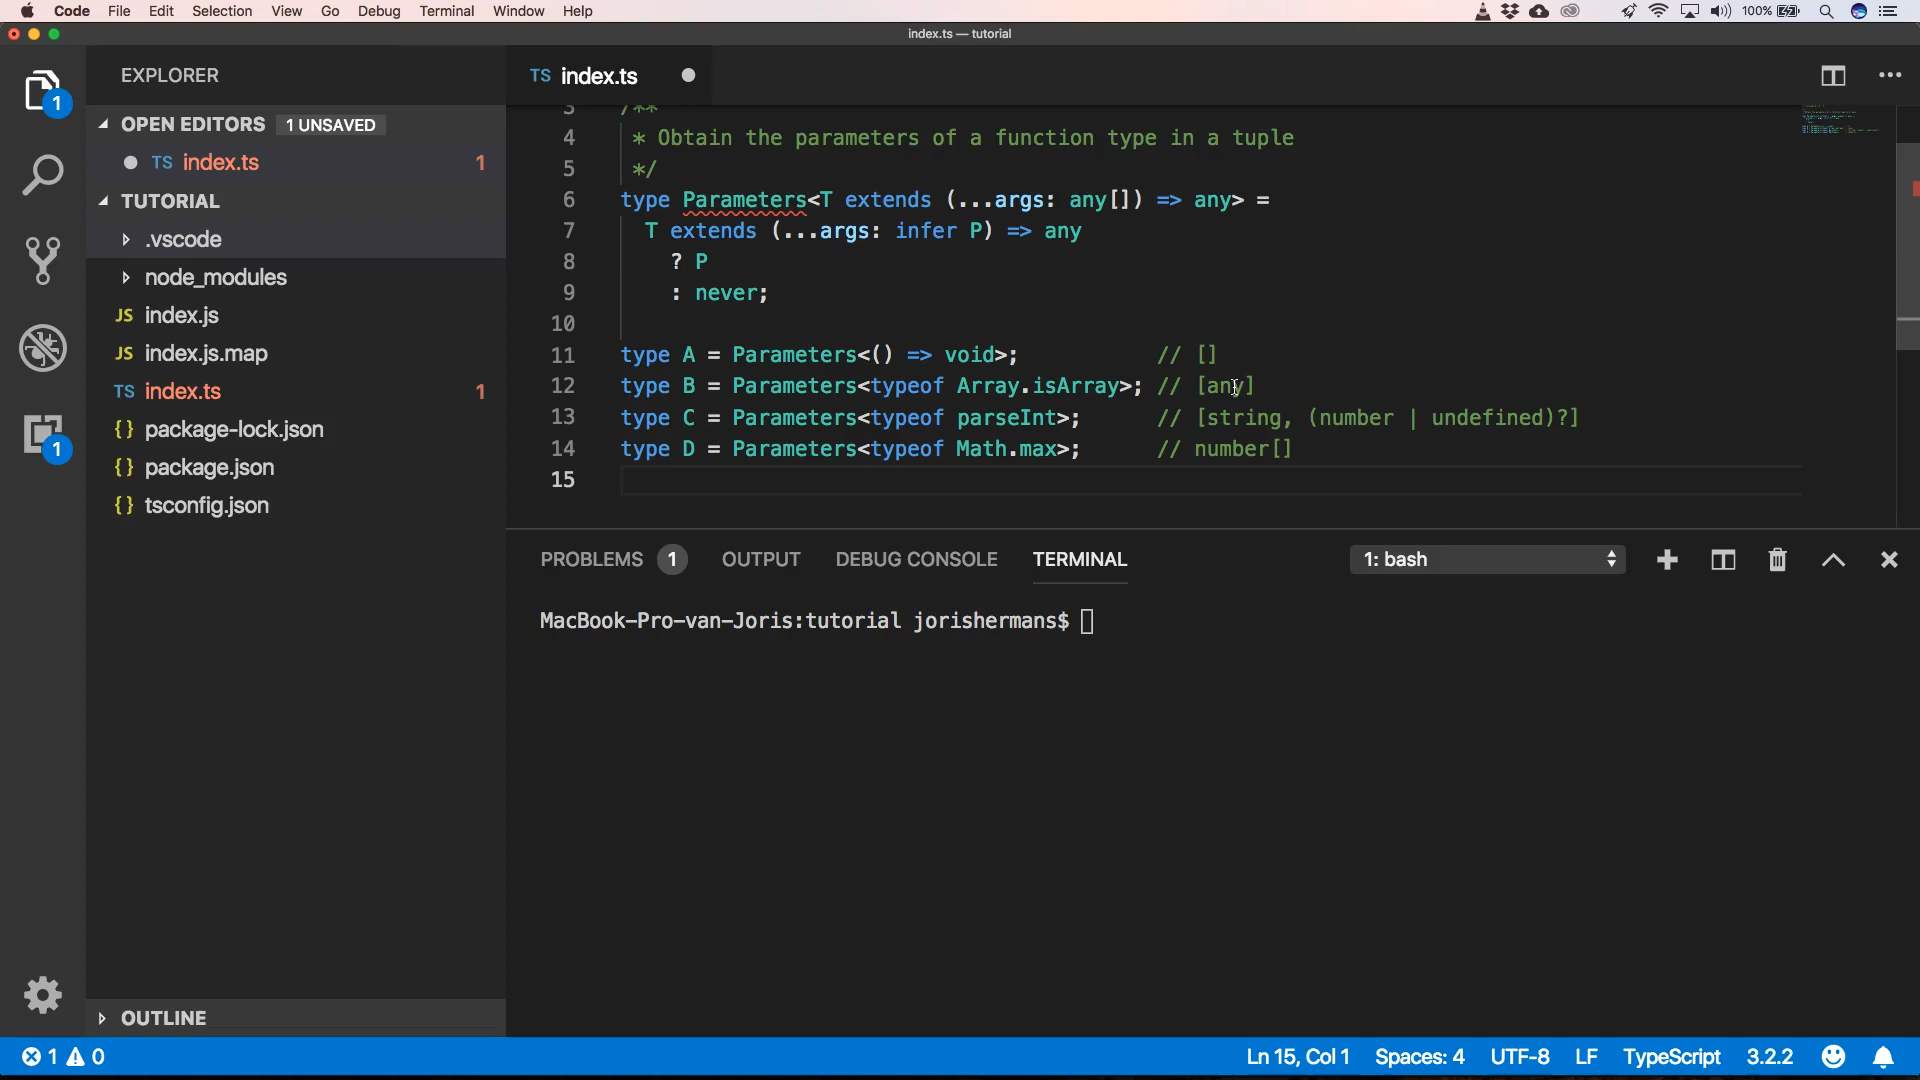 Code File Edit Selection View Go Debug Terminal Window Help 100%
index.ts — tutorial
EXPLORER
OPEN EDITORS 1 UNSAVED
TS index.ts 1
TUTORIAL
.vscode
node_modules
JS index.js
JS index.js.map
TS index.ts 1
{} package-lock.json
{} package.json
{} tsconfig.json
OUTLINE
1
1
TS index.ts
3 /**
4 * Obtain the parameters of a function type in a tuple
5 */
6 type Parameters<T extends (...args: any[]) => any> =
7 T extends (...args: infer P) => any
8 ? P
9 : never;
10
11 type A = Parameters<() => void>; // []
12 type B = Parameters<typeof Array.isArray>; // [any]
13 type C = Parameters<typeof parseInt>; // [string, (number | undefined)?]
14 type D = Parameters<typeof Math.max>; // number[]
15
PROBLEMS 1 OUTPUT DEBUG CONSOLE TERMINAL 1: bash
MacBook-Pro-van-Joris:tutorial jorishermans$
1 0 Ln 15, Col 1 Spaces: 4 UTF-8 LF TypeScript 3.2.2